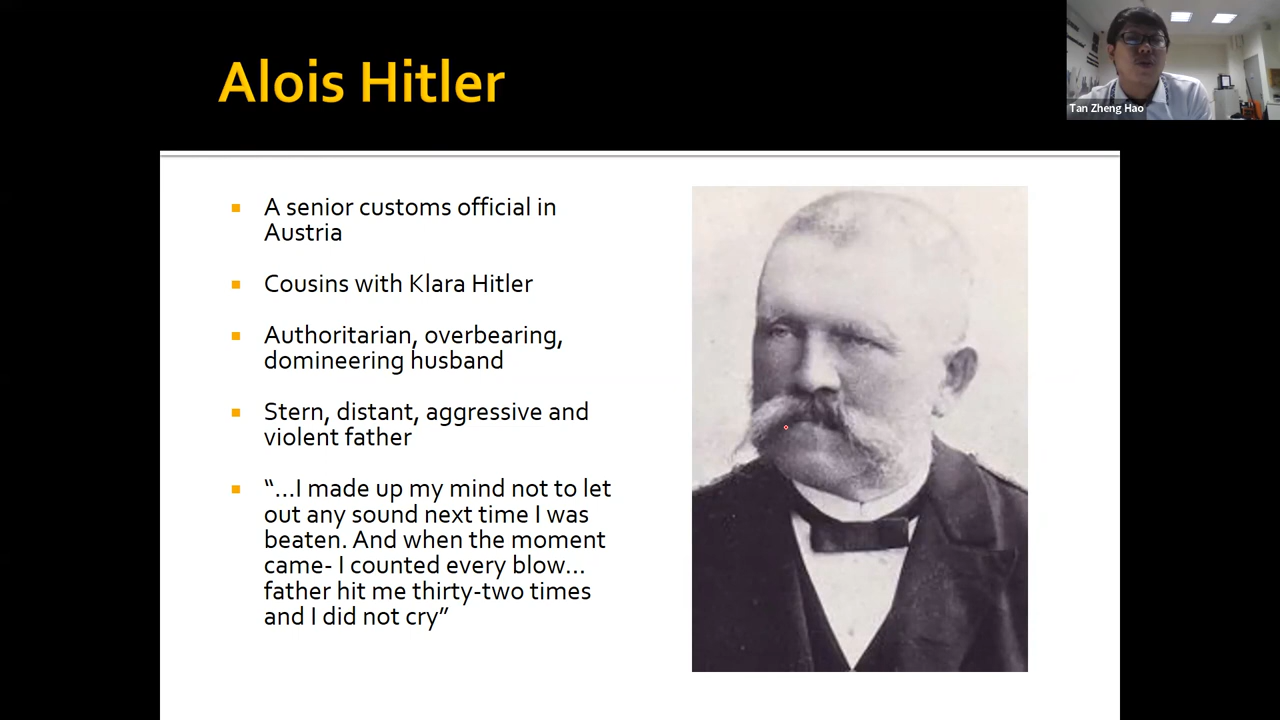 Alois Hitler
Tan Zheng Hao
A senior customs official in
Austria
Cousins with Klara Hitler
Authoritarian, overbearing,
domineering husband
Stern, distant, aggressive and
violent father
“…I made up my mind not to let
out any sound next time I was
beaten. And when the moment
came- I counted every blow…
father hit me thirty-two times
and I did not cry”